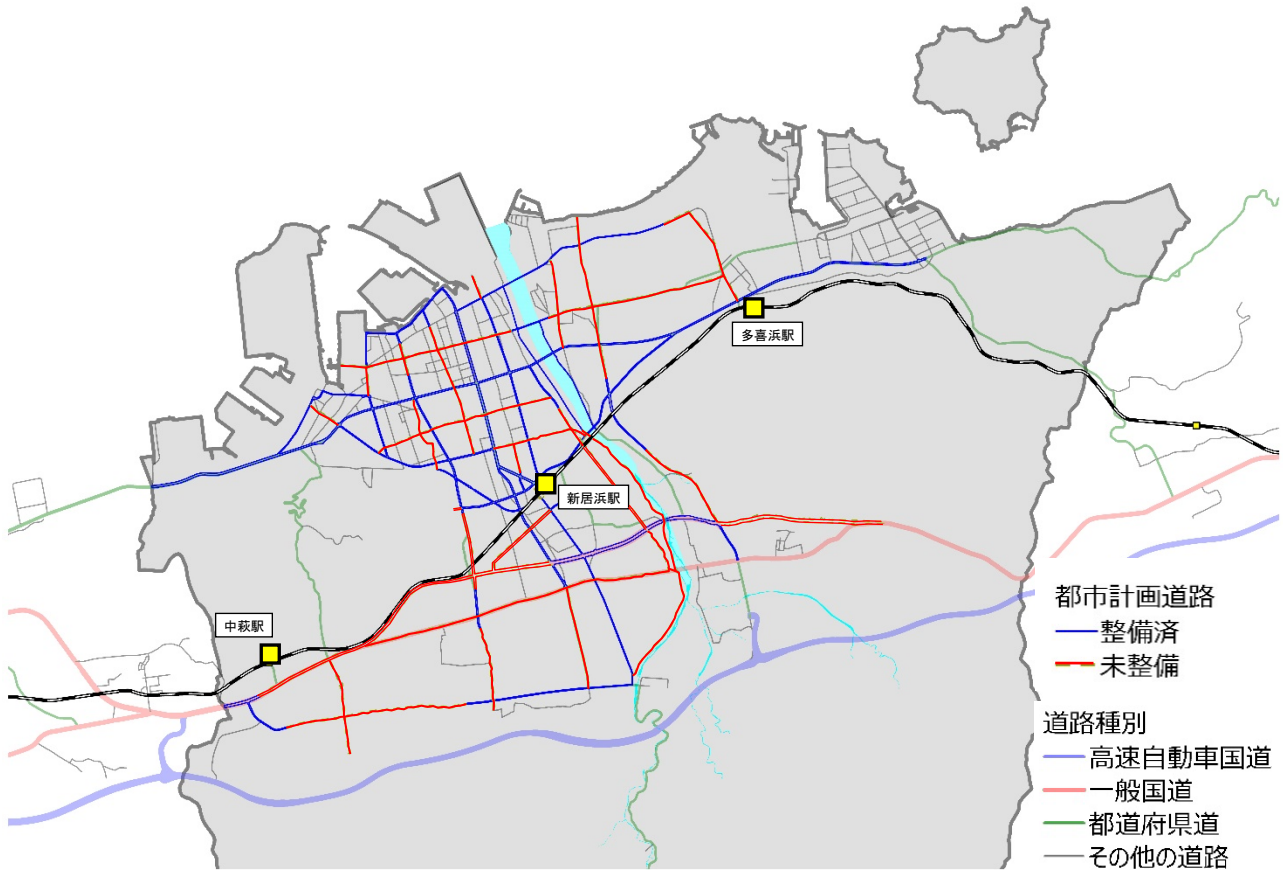 多喜浜駅
新居浜駅
中萩駅
都市計画道路
整備済
未整備
道路種別
高速自動車国道
一般国道
都道府県道
その他の道路